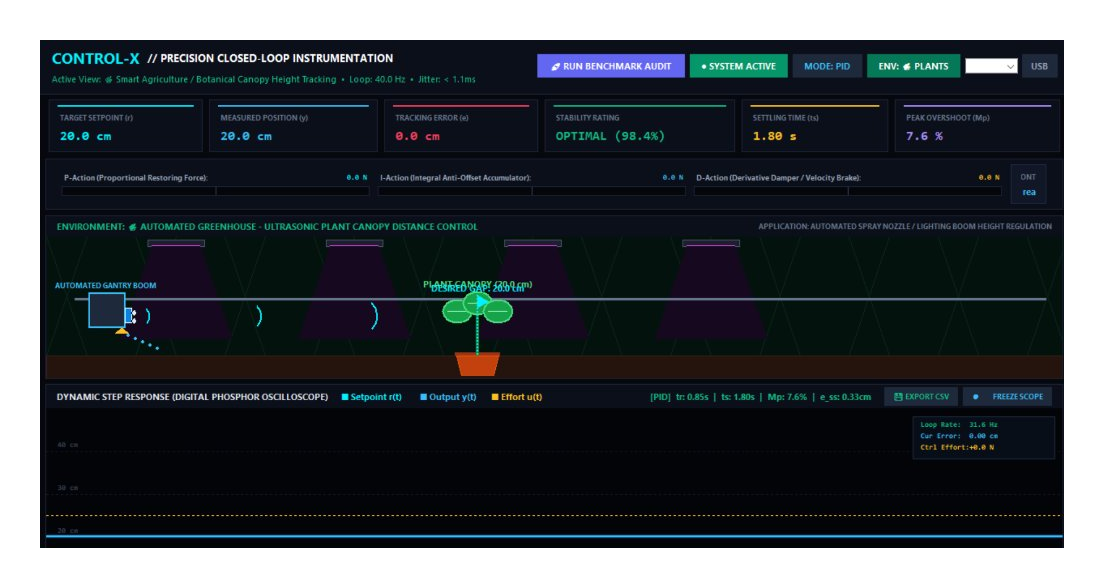 CONTROL-X // PRECISION CLOSED-LOOP INSTRUMENTATION
Active View: Smart Agriculture / Botanical Canopy Height Tracking • Loop: 40.0 Hz • Jitter: < 1.1ms
RUN BENCHMARK AUDIT
● SYSTEM ACTIVE
MODE: PID
ENV: PLANTS
USB
TARGET SETPOINT (r)
20.0 cm
MEASURED POSITION (y)
20.0 cm
TRACKING ERROR (e)
0.0 cm
STABILITY RATING
OPTIMAL (98.4%)
SETTLING TIME (ts)
1.80 s
PEAK OVERSHOOT (Mp)
7.6 %
P-Action (Proportional Restoring Force): 0.0 N
I-Action (Integral Anti-Offset Accumulator): 0.0 N
D-Action (Derivative Damper / Velocity Brake): 0.0 N
ONT
rea
ENVIRONMENT: AUTOMATED GREENHOUSE - ULTRASONIC PLANT CANOPY DISTANCE CONTROL
APPLICATION: AUTOMATED SPRAY NOZZLE / LIGHTING BOOM HEIGHT REGULATION
AUTOMATED GANTRY BOOM
PLANT CANOPY (20.0 cm)
DESIRED GAP: 20.0 cm
DYNAMIC STEP RESPONSE (DIGITAL PHOSPHOR OSCILLOSCOPE)
Setpoint r(t)
Output y(t)
Effort u(t)
[PID] tr: 0.85s | ts: 1.80s | Mp: 7.6% | e_ss: 0.33cm
EXPORT CSV
● FREEZE SCOPE
Loop Rate: 31.6 Hz
Cur Error: 0.00 cm
Ctrl Effort:+0.0 N
40 cm
30 cm
20 cm